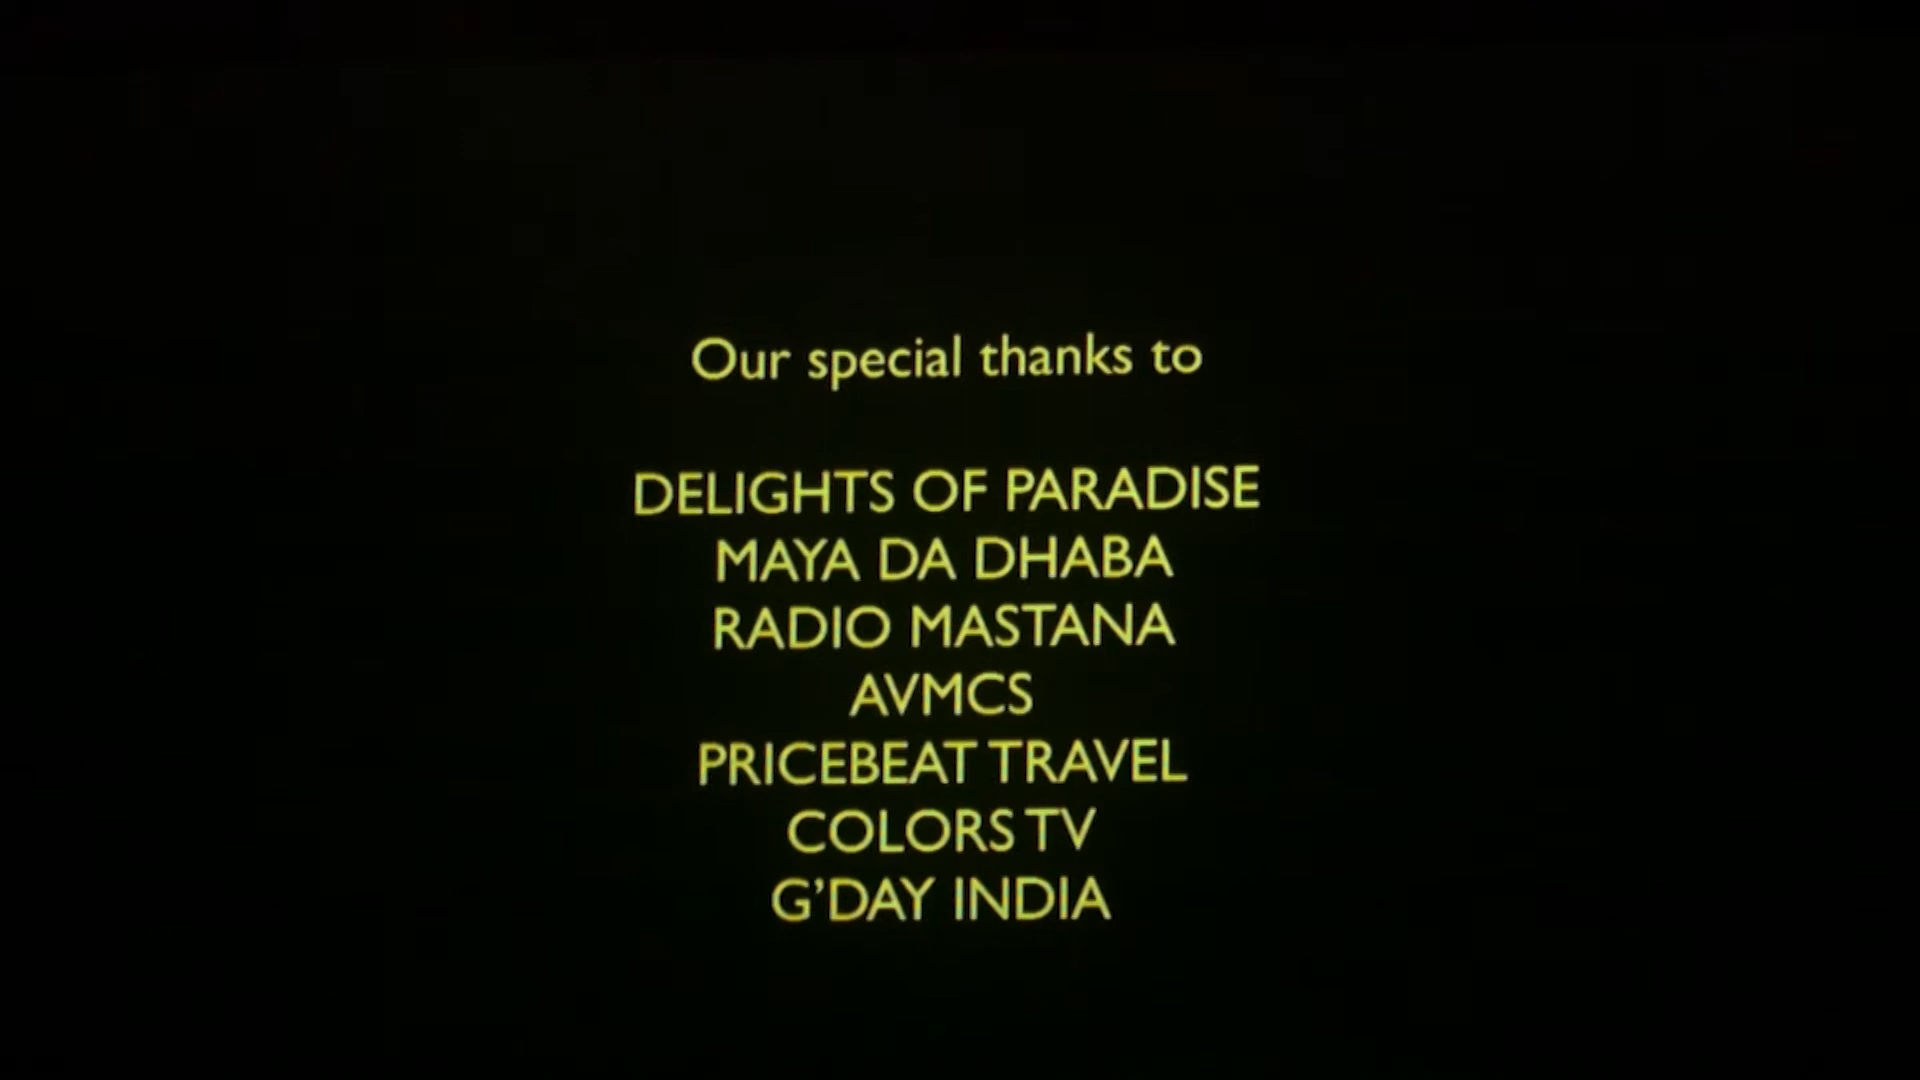 Our special thanks to
DELIGHTS OF PARADISE
MAYA DA DHABA
RADIO MASTANA
AVMCS
PRICEBEAT TRAVEL
COLORS TV
G’DAY INDIA